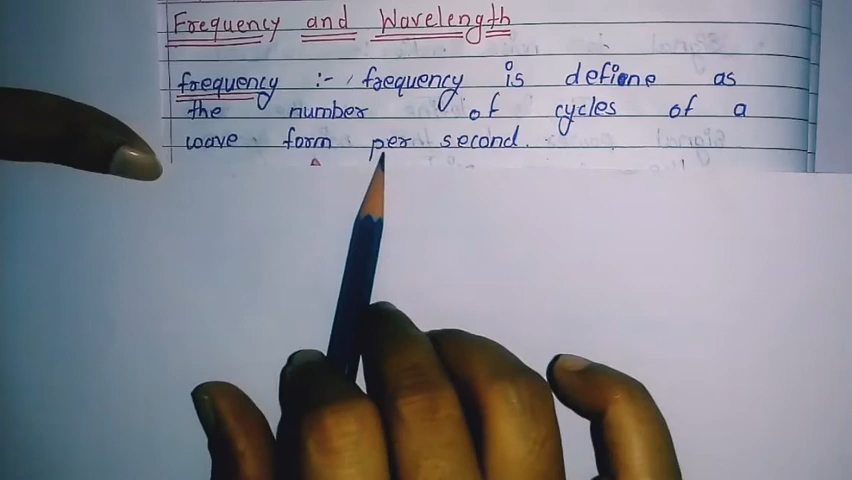 Frequency and Wavelength
frequency :- frequency is define as
the number of cycles of a
wave form per second.